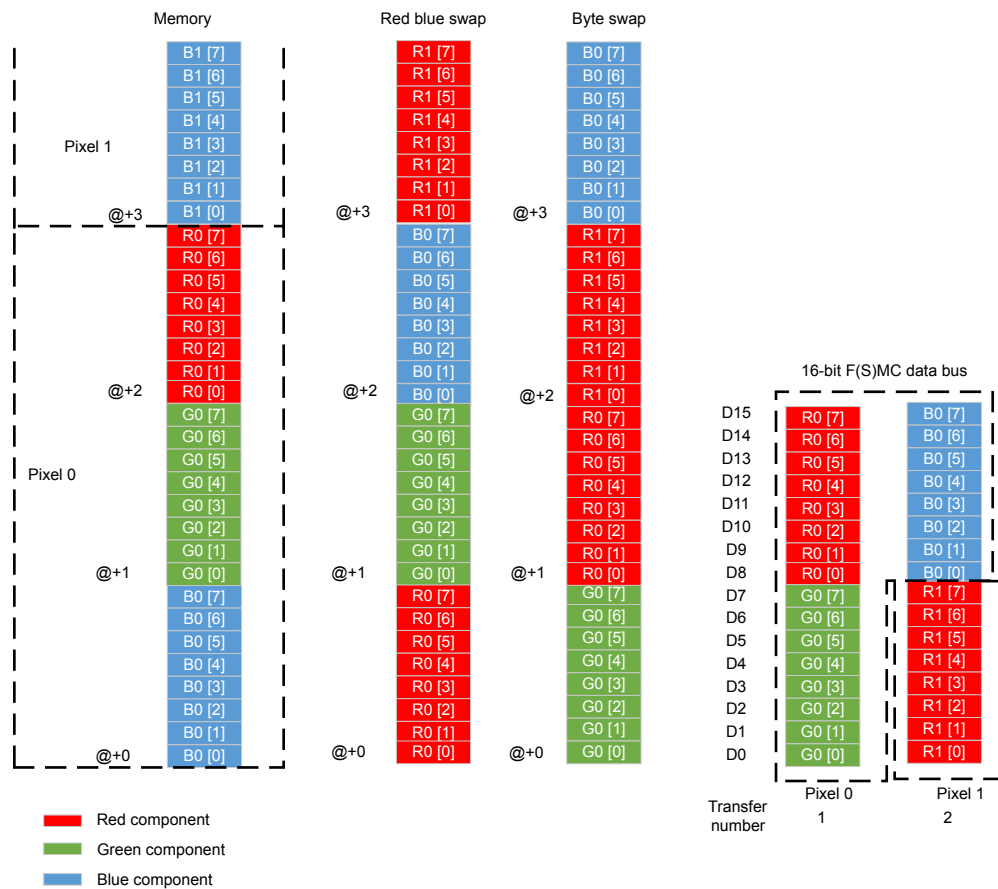 Memory
Red blue swap
Byte swap
B1 [7]
B1 [6]
B1 [5]
B1 [4]
B1 [3]
B1 [2]
B1 [1]
B1 [0]
R0 [7]
R0 [6]
R0 [5]
R0 [4]
R0 [3]
R0 [2]
R0 [1]
R0 [0]
G0 [7]
G0 [6]
G0 [5]
G0 [4]
G0 [3]
G0 [2]
G0 [1]
G0 [0]
B0 [7]
B0 [6]
B0 [5]
B0 [4]
B0 [3]
B0 [2]
B0 [1]
B0 [0]
Pixel 1
@+3
@+2
Pixel 0
@+1
@+0
R1 [7]
R1 [6]
R1 [5]
R1 [4]
R1 [3]
R1 [2]
R1 [1]
R1 [0]
B0 [7]
B0 [6]
B0 [5]
B0 [4]
B0 [3]
B0 [2]
B0 [1]
B0 [0]
G0 [7]
G0 [6]
G0 [5]
G0 [4]
G0 [3]
G0 [2]
G0 [1]
G0 [0]
R0 [7]
R0 [6]
R0 [5]
R0 [4]
R0 [3]
R0 [2]
R0 [1]
R0 [0]
@+3
@+2
@+1
@+0
B0 [7]
B0 [6]
B0 [5]
B0 [4]
B0 [3]
B0 [2]
B0 [1]
B0 [0]
R1 [7]
R1 [6]
R1 [5]
R1 [4]
R1 [3]
R1 [2]
R1 [1]
R1 [0]
R0 [7]
R0 [6]
R0 [5]
R0 [4]
R0 [3]
R0 [2]
R0 [1]
R0 [0]
G0 [7]
G0 [6]
G0 [5]
G0 [4]
G0 [3]
G0 [2]
G0 [1]
G0 [0]
@+3
@+2
@+1
@+0
16-bit F(S)MC data bus
D15 R0 [7] B0 [7]
D14 R0 [6] B0 [6]
D13 R0 [5] B0 [5]
D12 R0 [4] B0 [4]
D11 R0 [3] B0 [3]
D10 R0 [2] B0 [2]
D9 R0 [1] B0 [1]
D8 R0 [0] B0 [0]
D7 G0 [7] R1 [7]
D6 G0 [6] R1 [6]
D5 G0 [5] R1 [5]
D4 G0 [4] R1 [4]
D3 G0 [3] R1 [3]
D2 G0 [2] R1 [2]
D1 G0 [1] R1 [1]
D0 G0 [0] R1 [0]
Pixel 0 Pixel 1
Transfer
number
1 2
Red component
Green component
Blue component